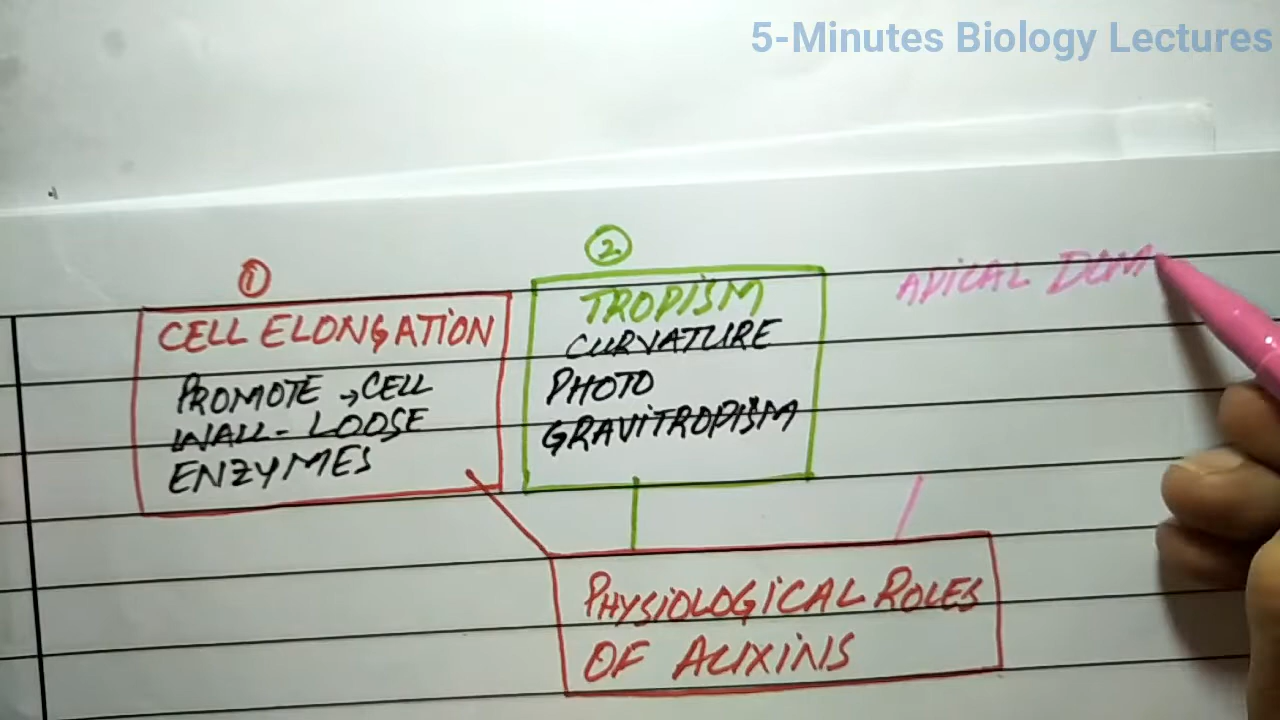 5-Minutes Biology Lectures
①
CELL ELONGATION
PROMOTE → CELL
WALL - LOOSE
ENZYMES
②
TROPISM
CURVATURE
PHOTO
GRAVITROPISM
APICAL DOM
PHYSIOLOGICAL ROLES
OF AUXINS